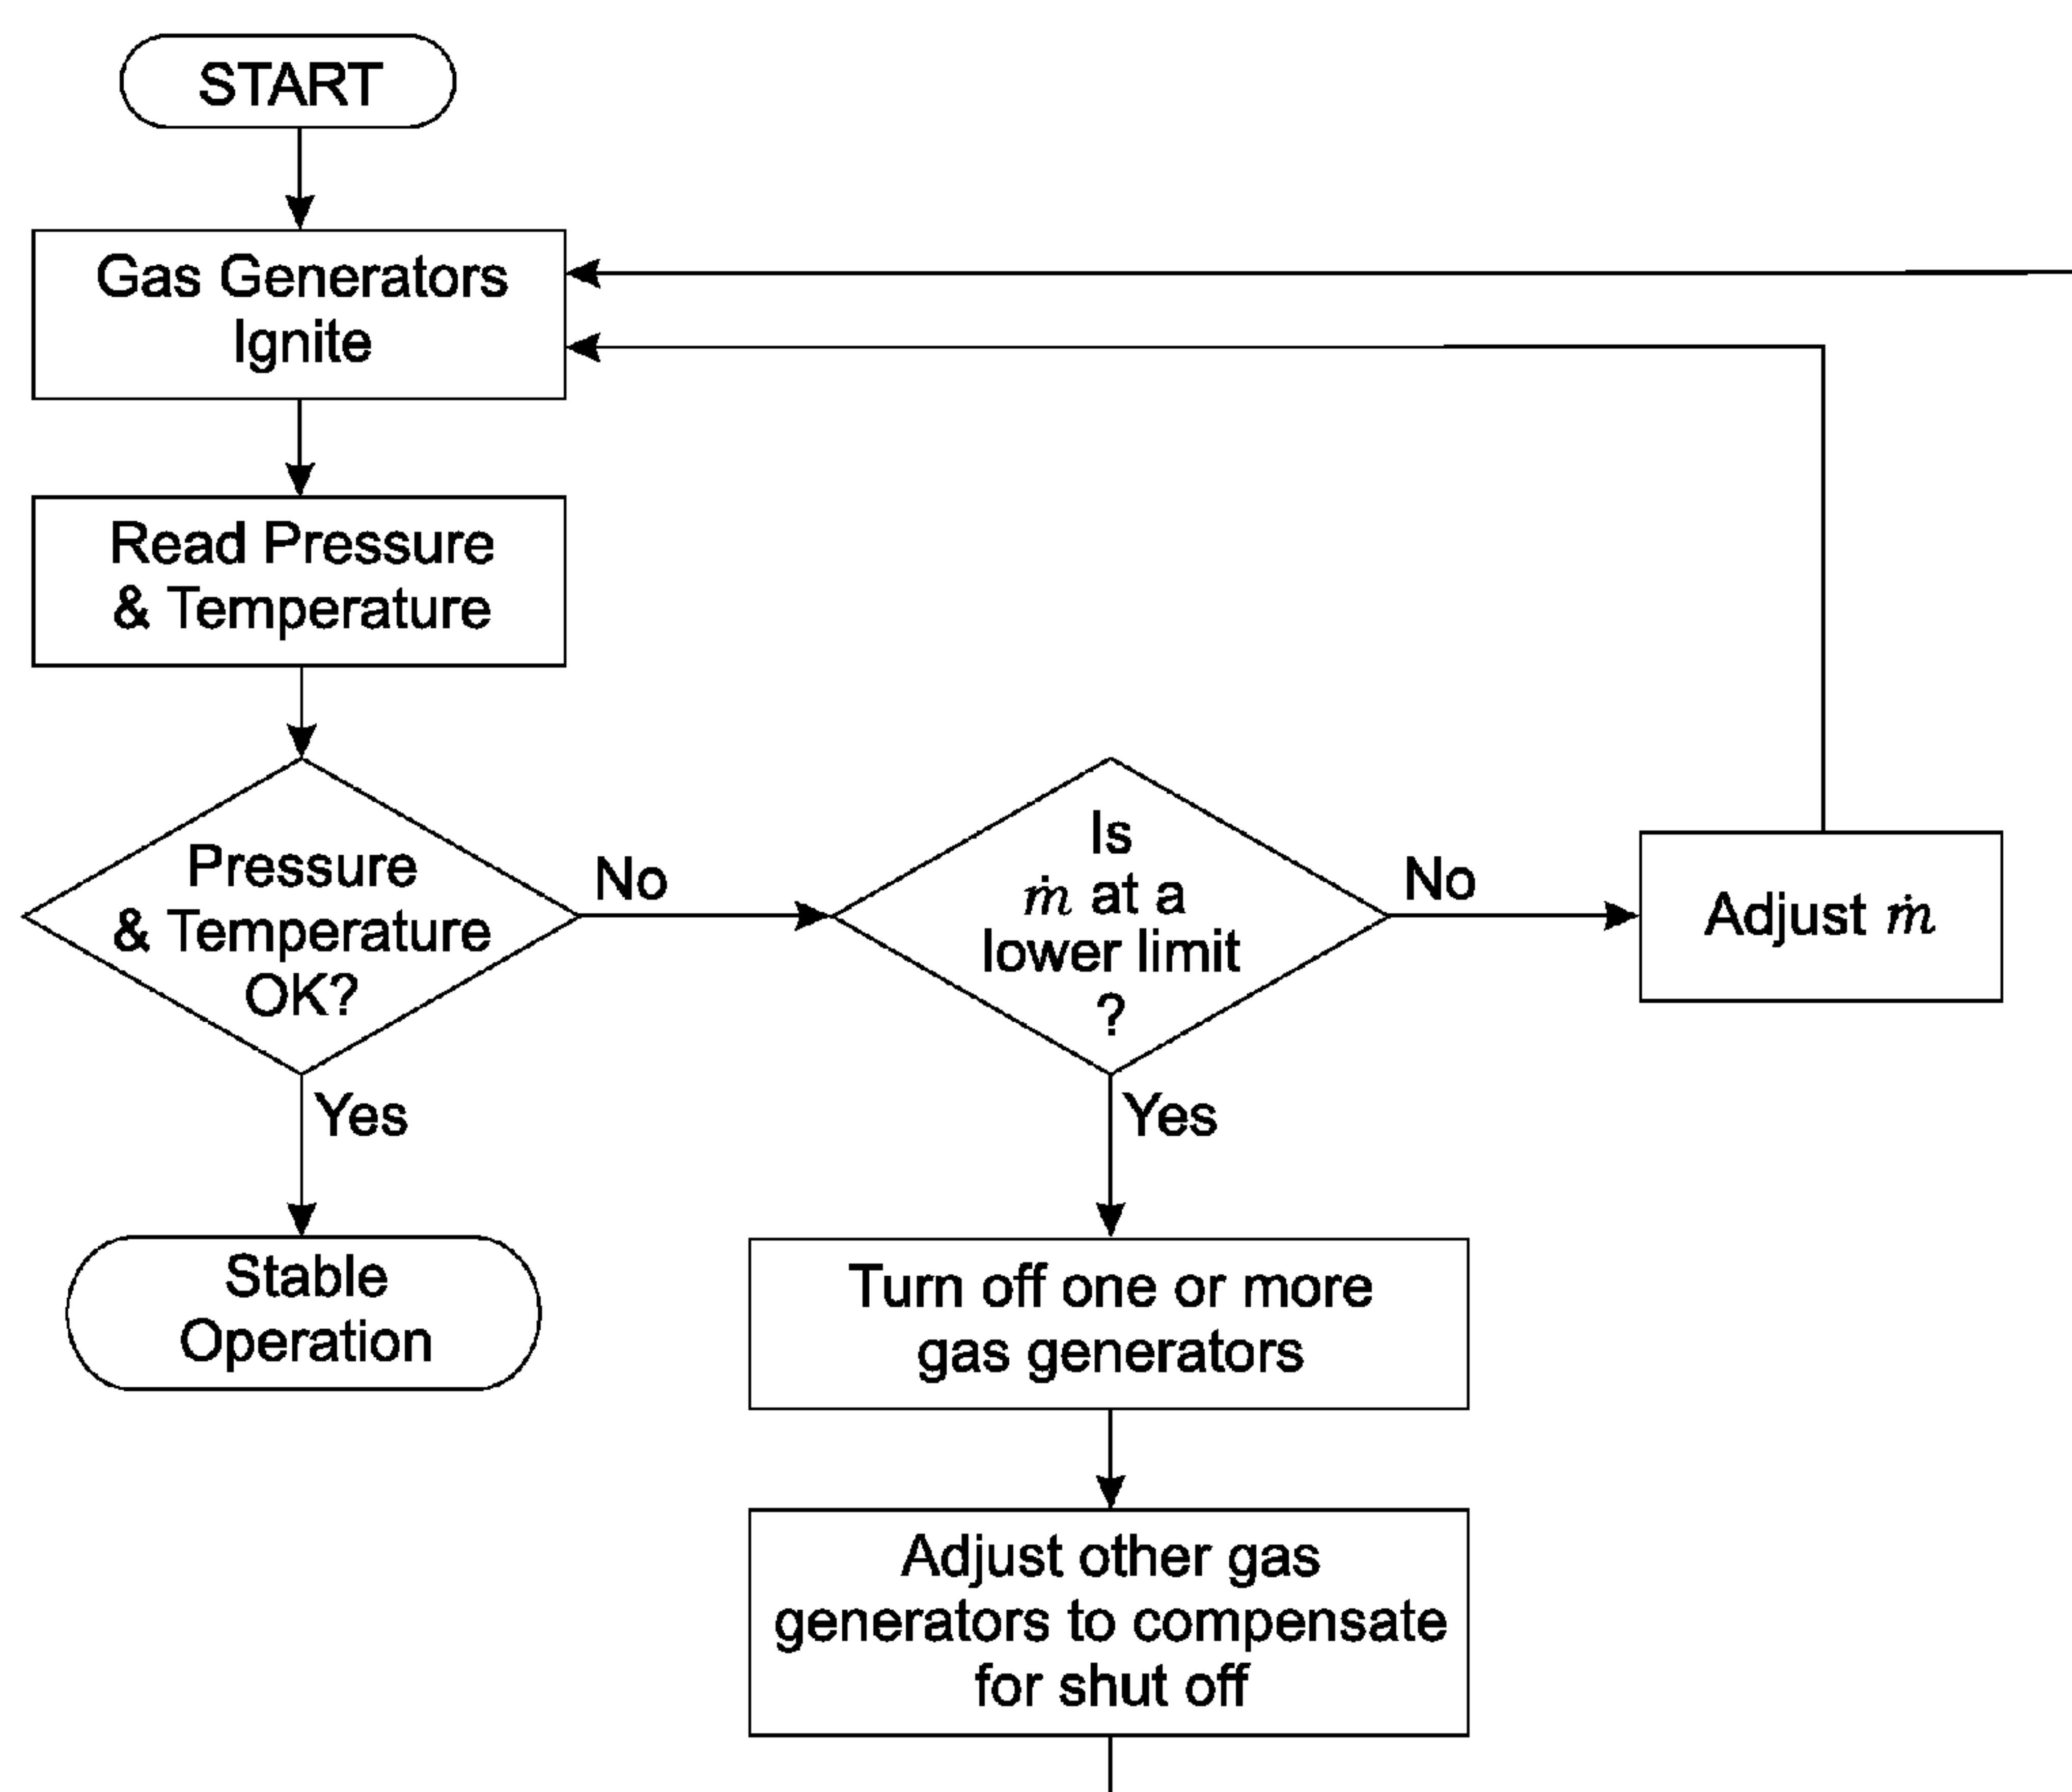 START
Gas Generators
Ignite
Read Pressure
& Temperature
Pressure
& Temperature
OK?
No
Is
ṁ at a
lower limit
?
No
Adjust ṁ
Yes
Yes
Stable
Operation
Turn off one or more
gas generators
Adjust other gas
generators to compensate
for shut off